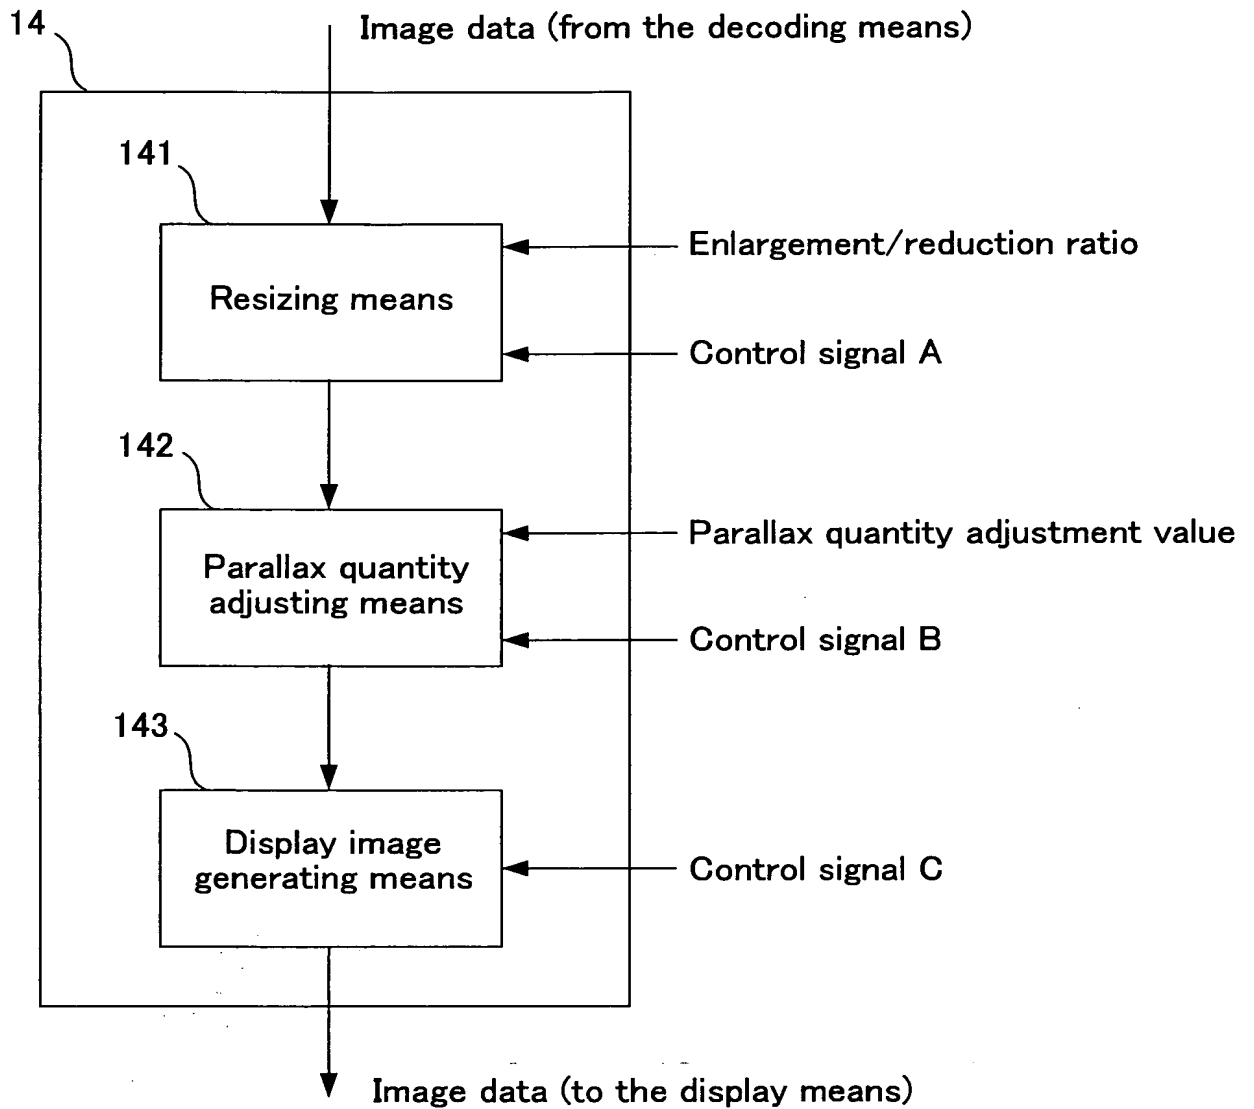 14
Image data (from the decoding means)
141
Enlargement/reduction ratio
Resizing means
Control signal A
142
Parallax quantity adjustment value
Parallax quantity
adjusting means
Control signal B
143
Display image
generating means
Control signal C
Image data (to the display means)